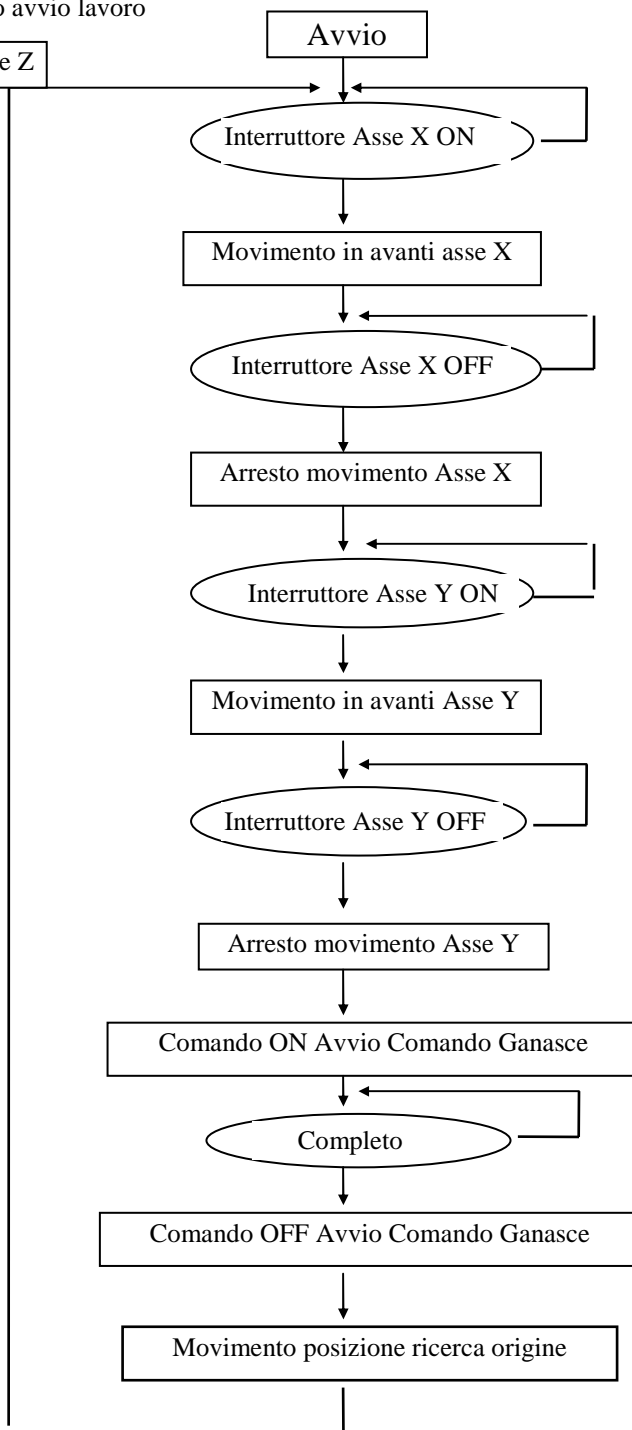 avvio lavoro
Avvio
e Z
Interruttore Asse X ON
Movimento in avanti asse X
Interruttore Asse X OFF
Arresto movimento Asse X
Interruttore Asse Y ON
Movimento in avanti Asse Y
Interruttore Asse Y OFF
Arresto movimento Asse Y
Comando ON Avvio Comando Ganasce
Completo
Comando OFF Avvio Comando Ganasce
Movimento posizione ricerca origine